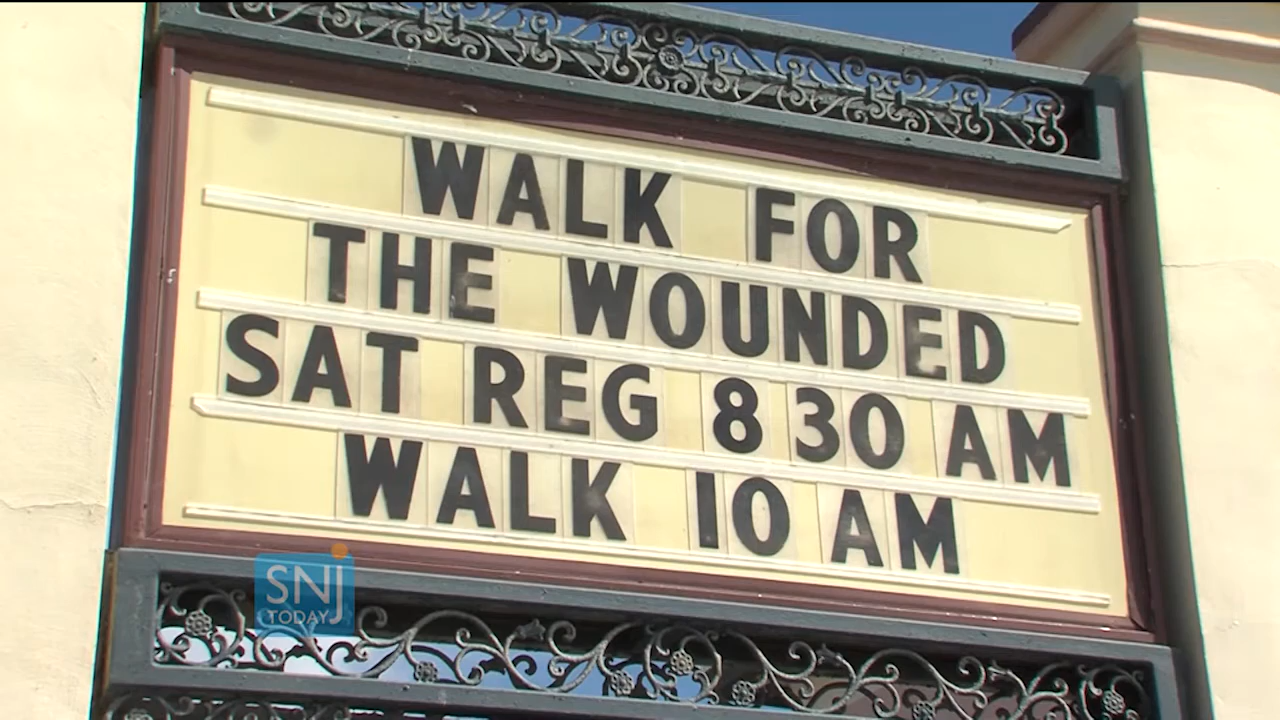 WALK FOR
THE WOUNDED
SAT REG 8 30 AM
WALK 10 AM
SNJ
TODAY